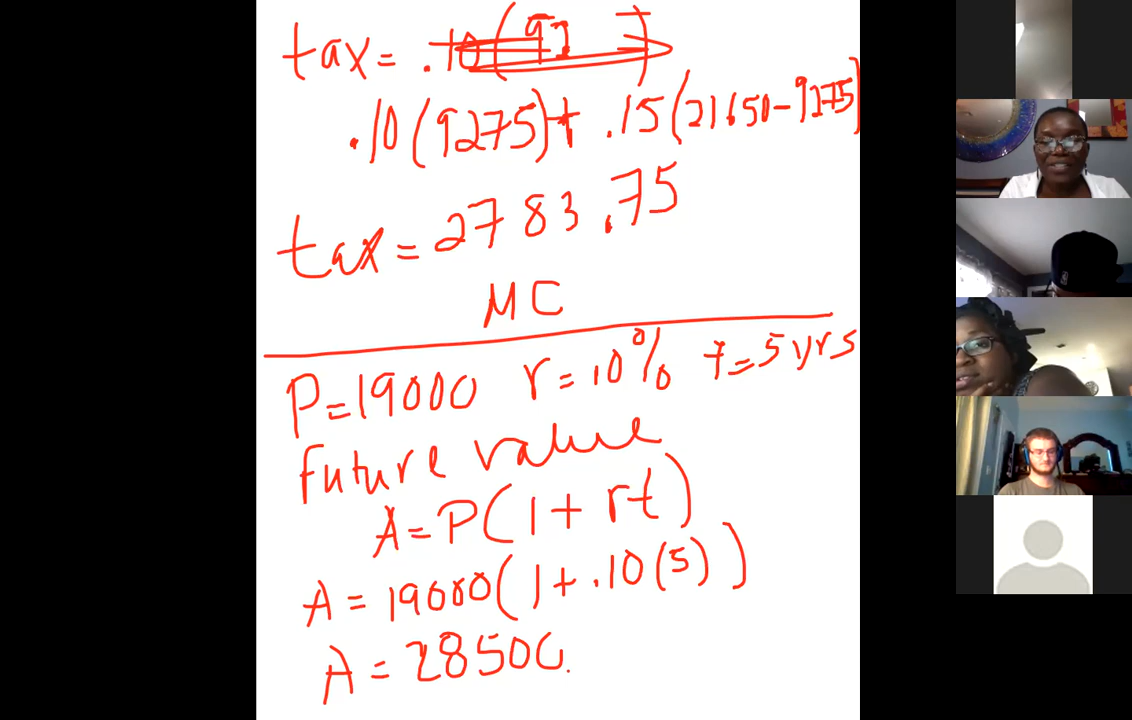 tax = .10(92 )
.10(9275) + .15(21650-9275)
tax = 2783.75
MC
P=19000 r=10% t=5yrs
Future value
A=P(1+rt)
A = 19000(1+.10(5))
A = 28500.